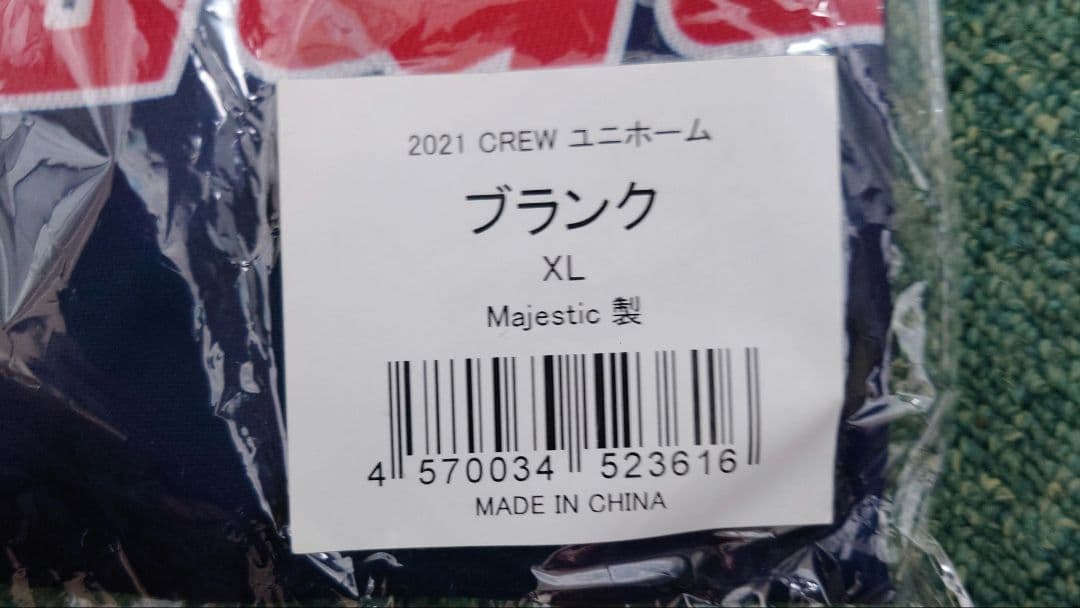 2021 CREW ユニホーム
ブランク
XL
Majestic 製
4 570034 523616
MADE IN CHINA